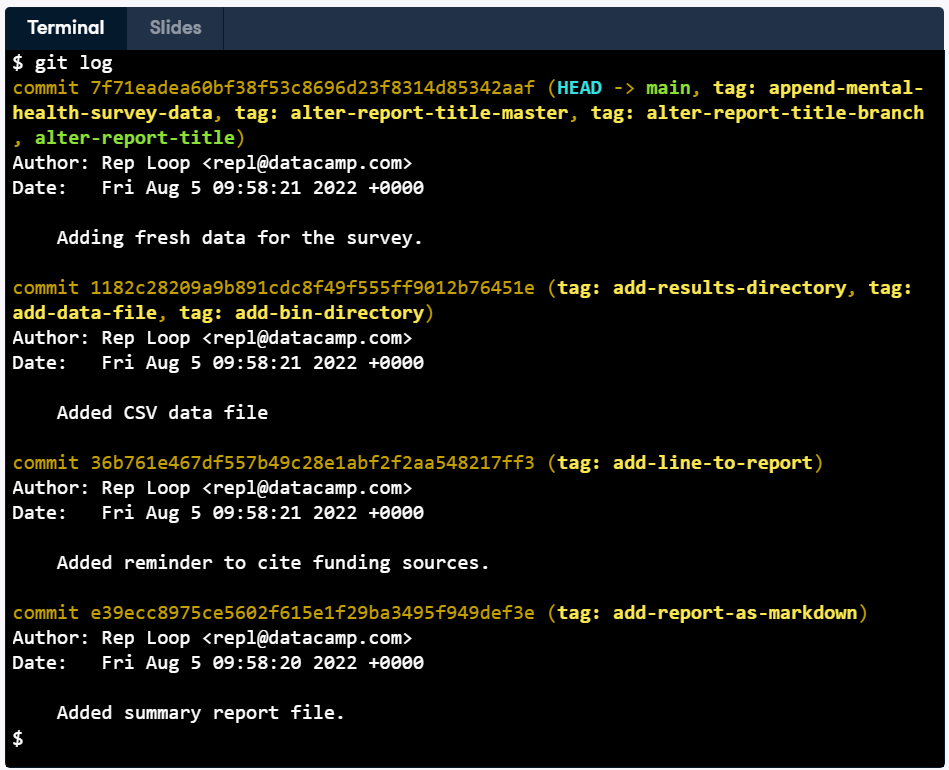 Terminal Slides
$ git log
commit 7f71eadea60bf38f53c8696d23f8314d85342aaf (HEAD -> main, tag: append-mental-
health-survey-data, tag: alter-report-title-master, tag: alter-report-title-branch
, alter-report-title)
Author: Rep Loop <repl@datacamp.com>
Date:   Fri Aug 5 09:58:21 2022 +0000

    Adding fresh data for the survey.

commit 1182c28209a9b891cdc8f49f555ff9012b76451e (tag: add-results-directory, tag:
add-data-file, tag: add-bin-directory)
Author: Rep Loop <repl@datacamp.com>
Date:   Fri Aug 5 09:58:21 2022 +0000

    Added CSV data file

commit 36b761e467df557b49c28e1abf2f2aa548217ff3 (tag: add-line-to-report)
Author: Rep Loop <repl@datacamp.com>
Date:   Fri Aug 5 09:58:21 2022 +0000

    Added reminder to cite funding sources.

commit e39ecc8975ce5602f615e1f29ba3495f949def3e (tag: add-report-as-markdown)
Author: Rep Loop <repl@datacamp.com>
Date:   Fri Aug 5 09:58:20 2022 +0000

    Added summary report file.
$